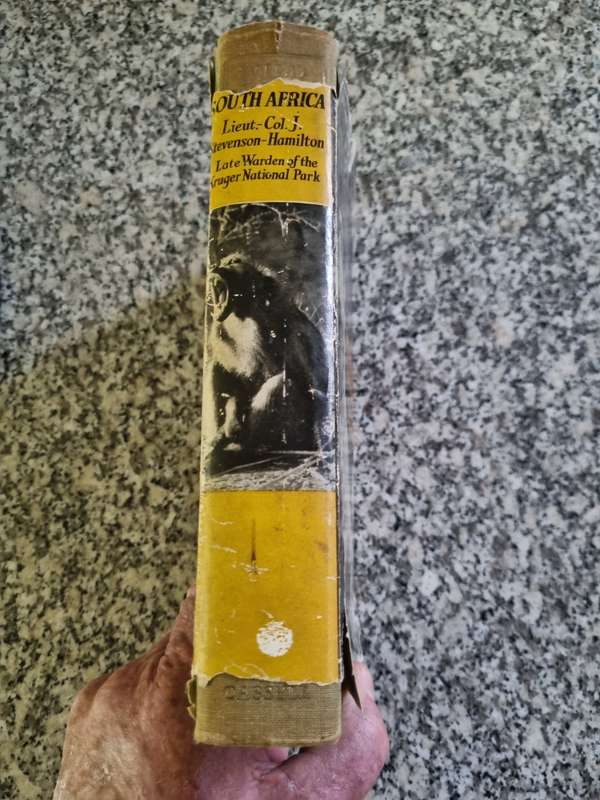 SOUTH AFRICA
Lieut.-Col. J.
Stevenson-Hamilton
Late Warden of the
Kruger National Park
CASSELL